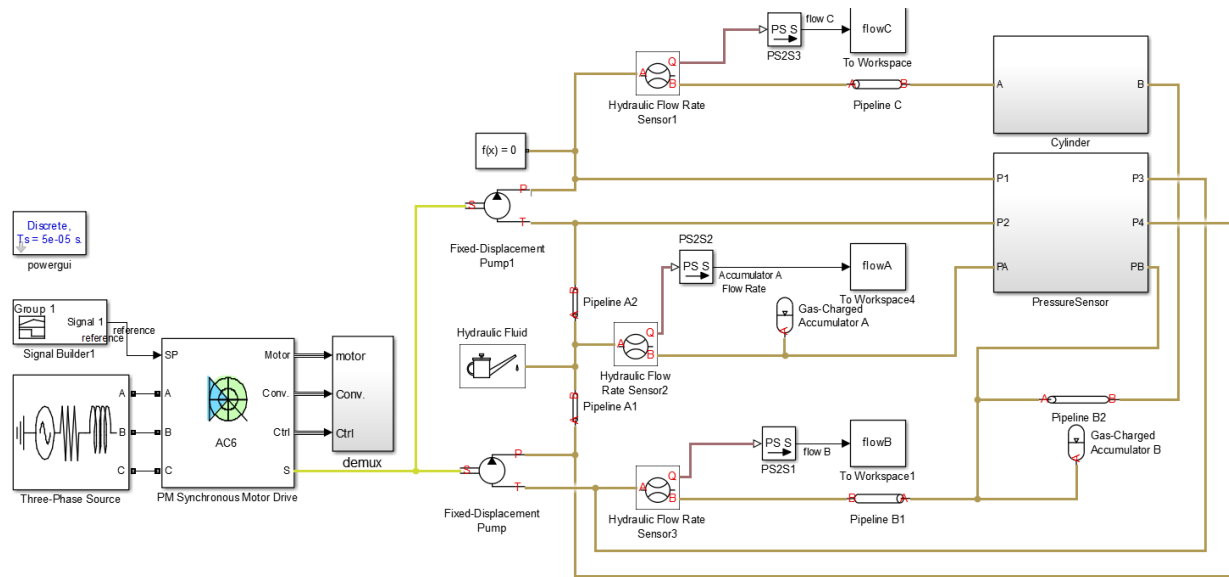 flow C
PS S
PS2S3
flowC
To Workspace
A
Q
B
Hydraulic Flow Rate
Sensor1
A
B
Pipeline C
A
B
Cylinder
f(x) = 0
S
P
T
Fixed-Displacement
Pump1
P1
P2
PA
P3
P4
PB
PressureSensor
Discrete,
Ts = 5e-05 s.
powergui
PS2S2
PS S
Accumulator A
Flow Rate
flowA
To Workspace4
B
A
Pipeline A2
Gas-Charged
Accumulator A
A
Group 1
Signal 1
reference
reference
Signal Builder1
Hydraulic Fluid
A
Q
B
Hydraulic Flow
Rate Sensor2
SP
A
B
C
Motor
Conv.
Ctrl
S
AC6
PM Synchronous Motor Drive
motor
Conv.
Ctrl
demux
A
B
C
Three-Phase Source
B
A
Pipeline A1
S
P
T
Fixed-Displacement
Pump
A
B
Pipeline B2
Gas-Charged
Accumulator B
A
PS S
flow B
PS2S1
flowB
To Workspace1
A
Q
B
Hydraulic Flow Rate
Sensor3
B
A
Pipeline B1